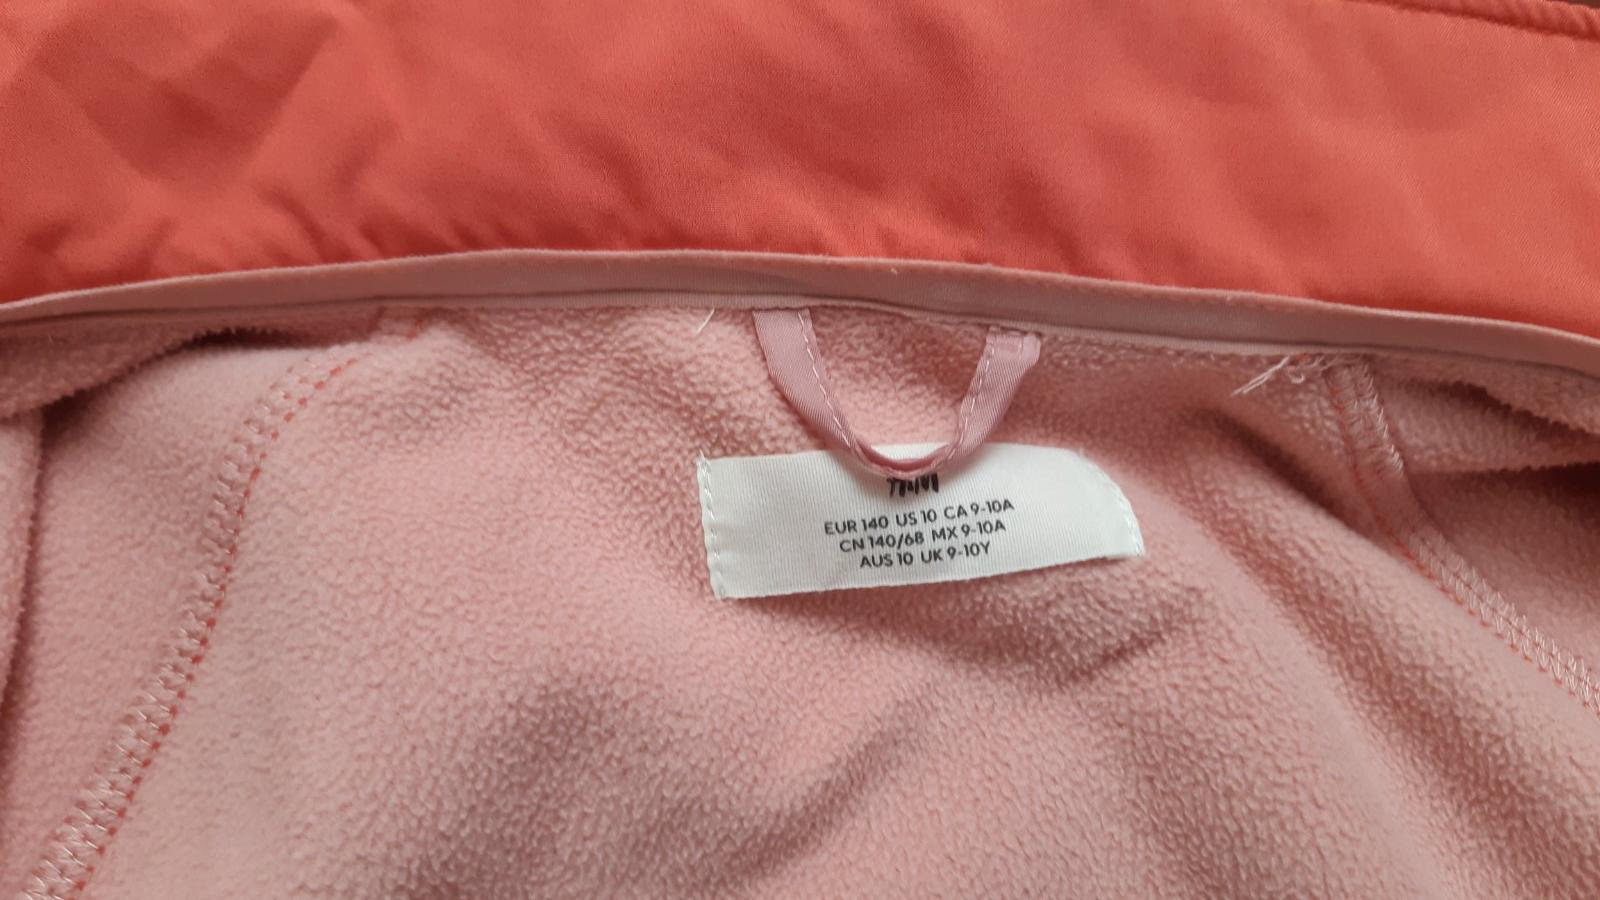 EUR 140 US 10 CA 9-10A
CN 140/68 MX 9-10A
AUS 10 UK 9-10Y